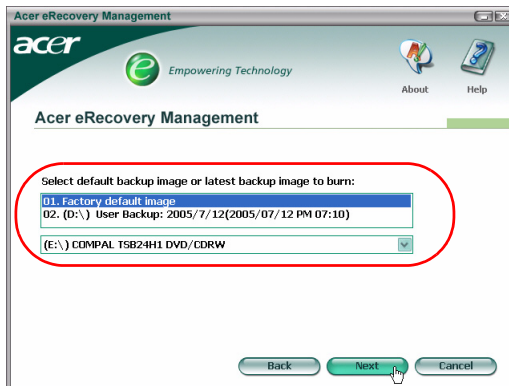 Acer eRecovery Management
acer
e Empowering Technology
About Help
Acer eRecovery Management
Select default backup image or latest backup image to burn:
01. Factory default image
02. (D:\) User Backup: 2005/7/12(2005/07/12 PM 07:10)
(E:\) COMPAL TSB24H1 DVD/CDRW
Back Next Cancel